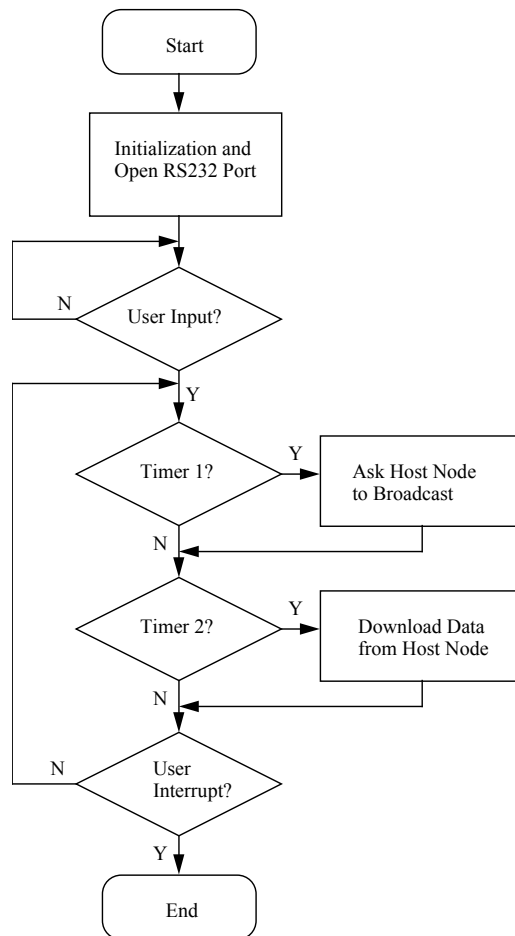 Start
Initialization and
Open RS232 Port
N
User Input?
Y
Timer 1?
Y
Ask Host Node
to Broadcast
N
Timer 2?
Y
Download Data
from Host Node
N
N
User
Interrupt?
Y
End